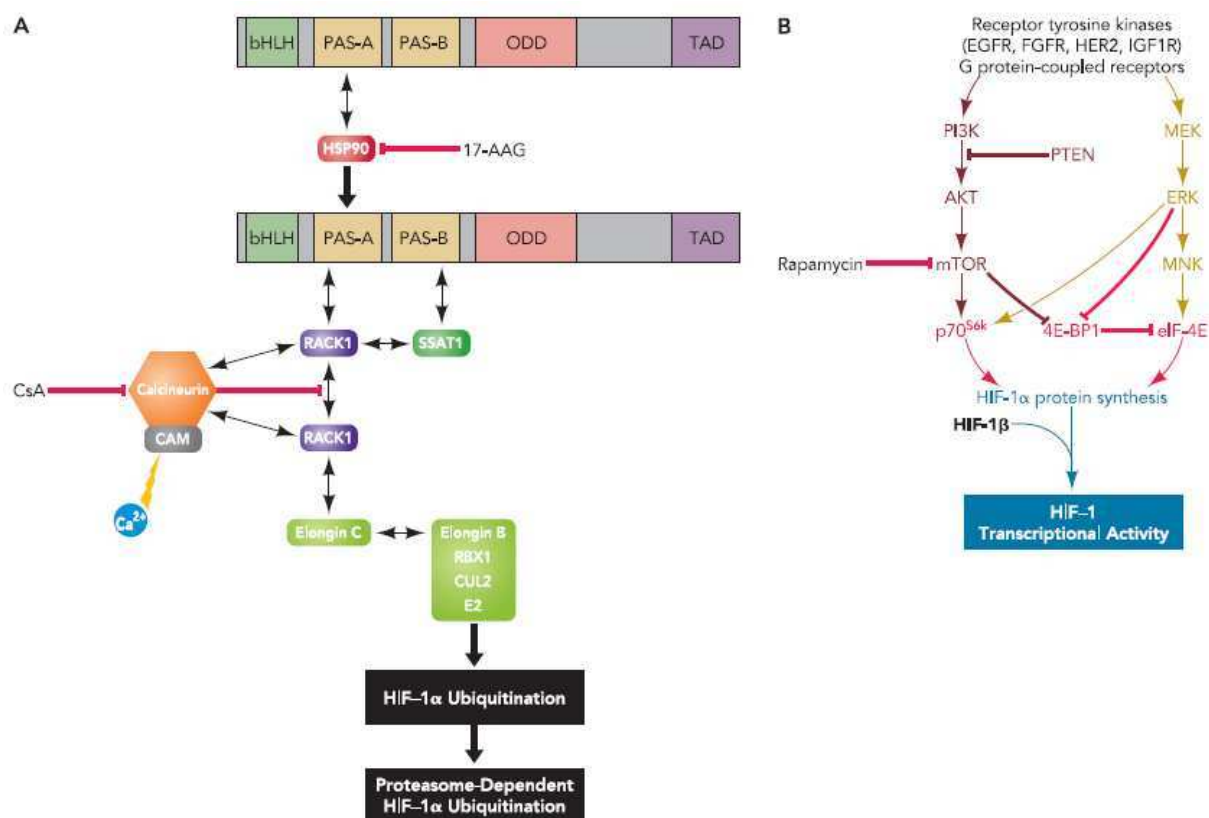 A
bHLH
PAS-A
PAS-B
ODD
TAD
HSP90
17-AAG
bHLH
PAS-A
PAS-B
ODD
TAD
RACK1
SSAT1
CsA
Calcineurin
CAM
RACK1
Ca2+
Elongin C
Elongin B
RBX1
CUL2
E2
HIF–1α Ubiquitination
Proteasome-Dependent
HIF–1α Ubiquitination
B
Receptor tyrosine kinases
(EGFR, FGFR, HER2, IGF1R)
G protein-coupled receptors
PI3K
MEK
PTEN
AKT
ERK
Rapamycin
mTOR
MNK
p70S6k
4E-BP1
eIF-4E
HIF-1α protein synthesis
HIF-1β
HIF–1
Transcriptional Activity